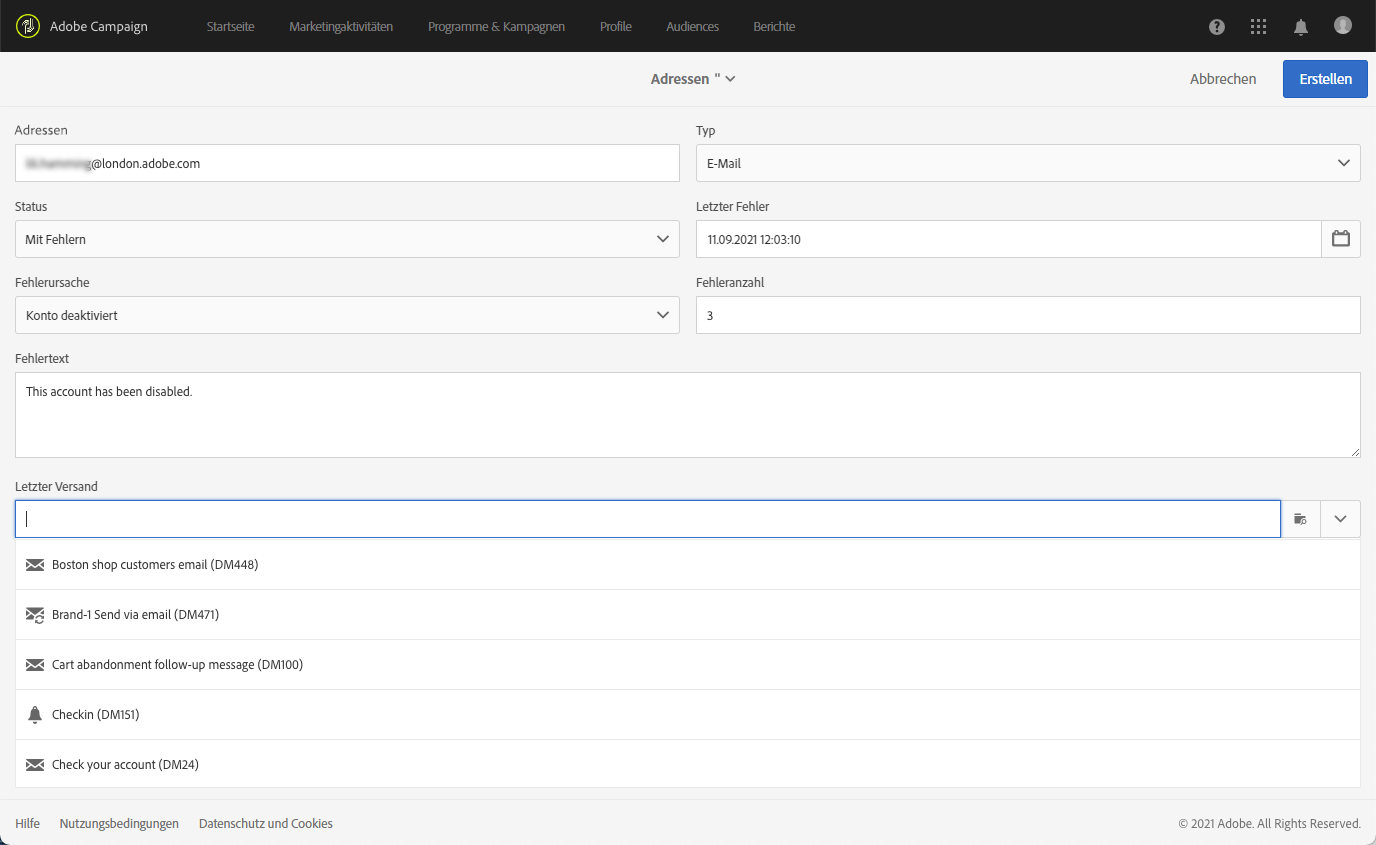 Adobe Campaign Startseite Marketingaktivitäten Programme & Kampagnen Profile Audiences Berichte
Adressen " Abbrechen Erstellen
Adressen Typ
@london.adobe.com E-Mail
Status Letzter Fehler
Mit Fehlern 11.09.2021 12:03:10
Fehlerursache Fehleranzahl
Konto deaktiviert 3
Fehlertext
This account has been disabled.
Letzter Versand
Boston shop customers email (DM448)
Brand-1 Send via email (DM471)
Cart abandonment follow-up message (DM100)
Checkin (DM151)
Check your account (DM24)
Hilfe Nutzungsbedingungen Datenschutz und Cookies © 2021 Adobe. All Rights Reserved.